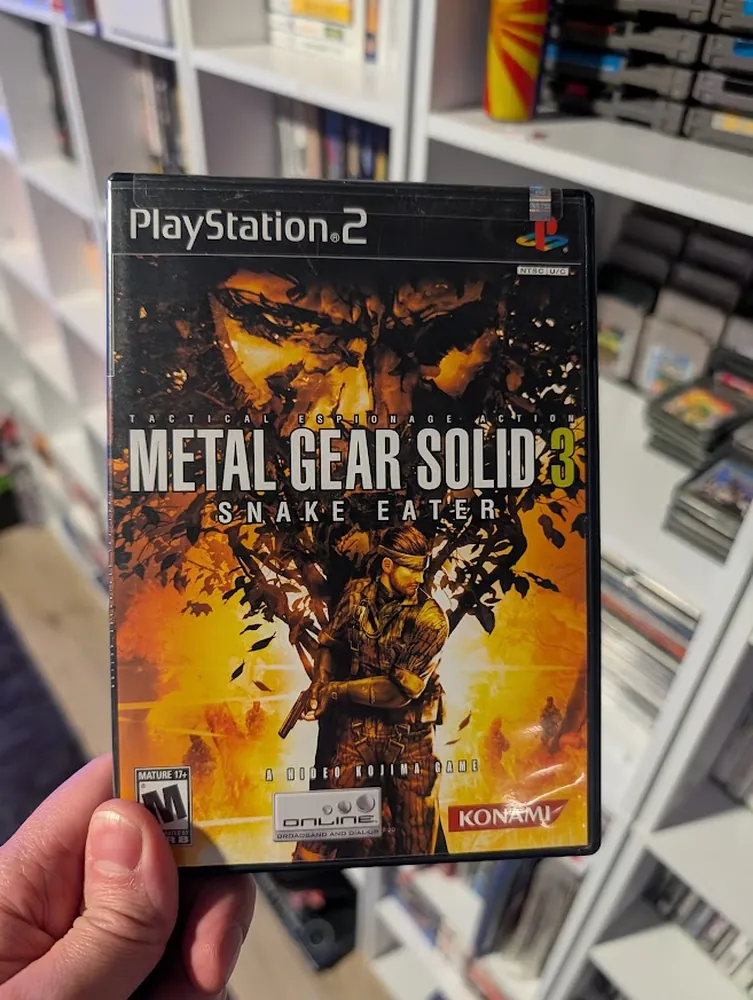 PlayStation®2
NTSC U/C
TACTICAL ESPIONAGE ACTION
METAL GEAR SOLID 3
SNAKE EATER
A HIDEO KOJIMA GAME
MATURE 17+
M
ONLINE
BROADBAND AND DIAL-UP
KONAMI